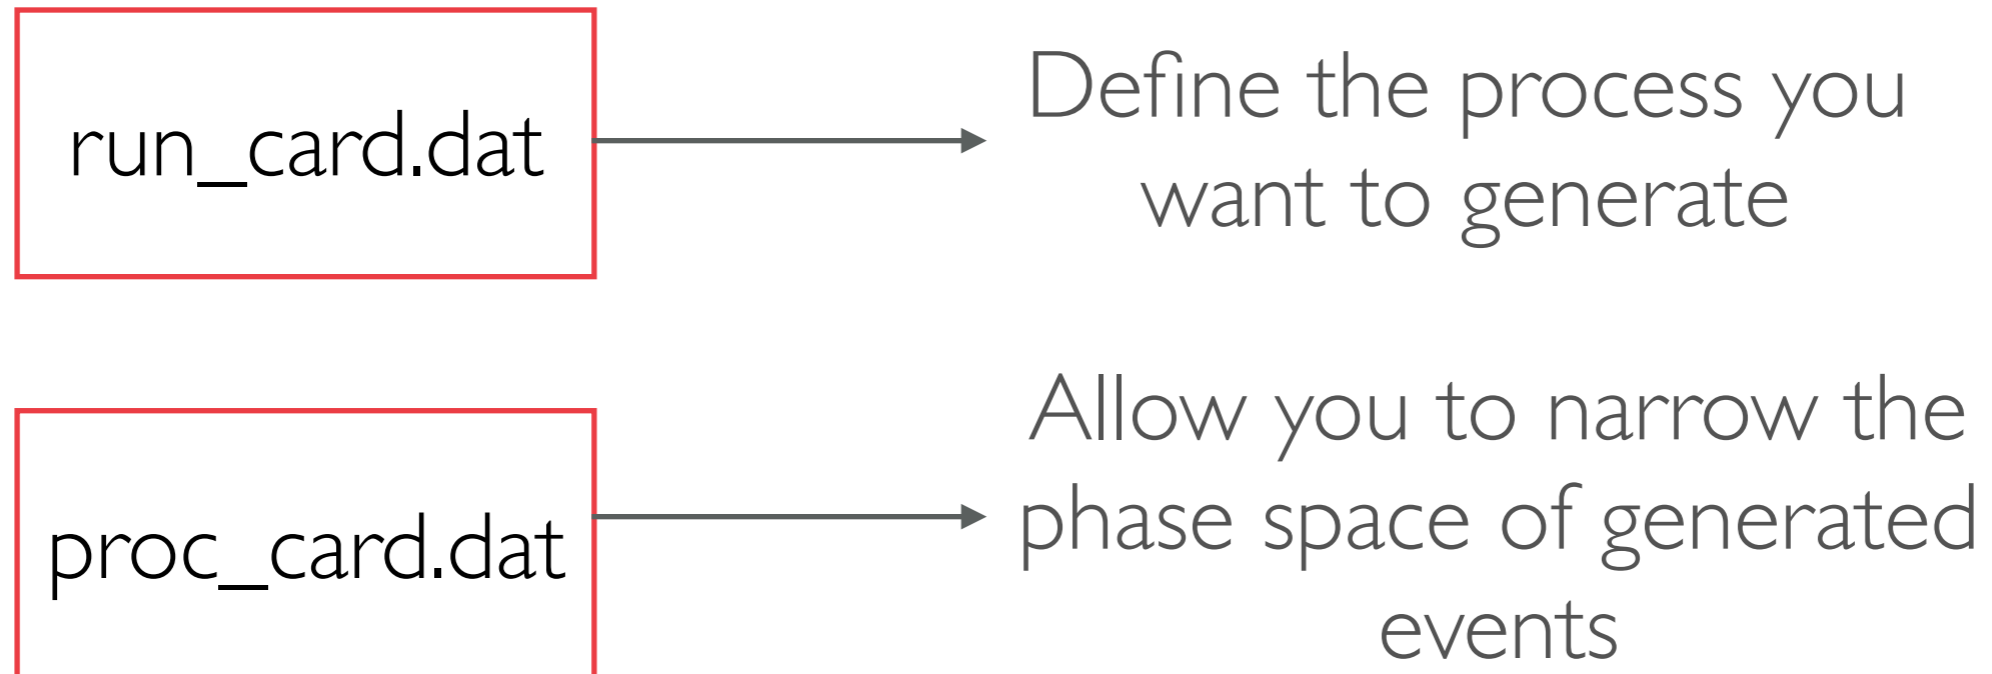 run_card.dat
Define the process you
want to generate
proc_card.dat
Allow you to narrow the
phase space of generated
events